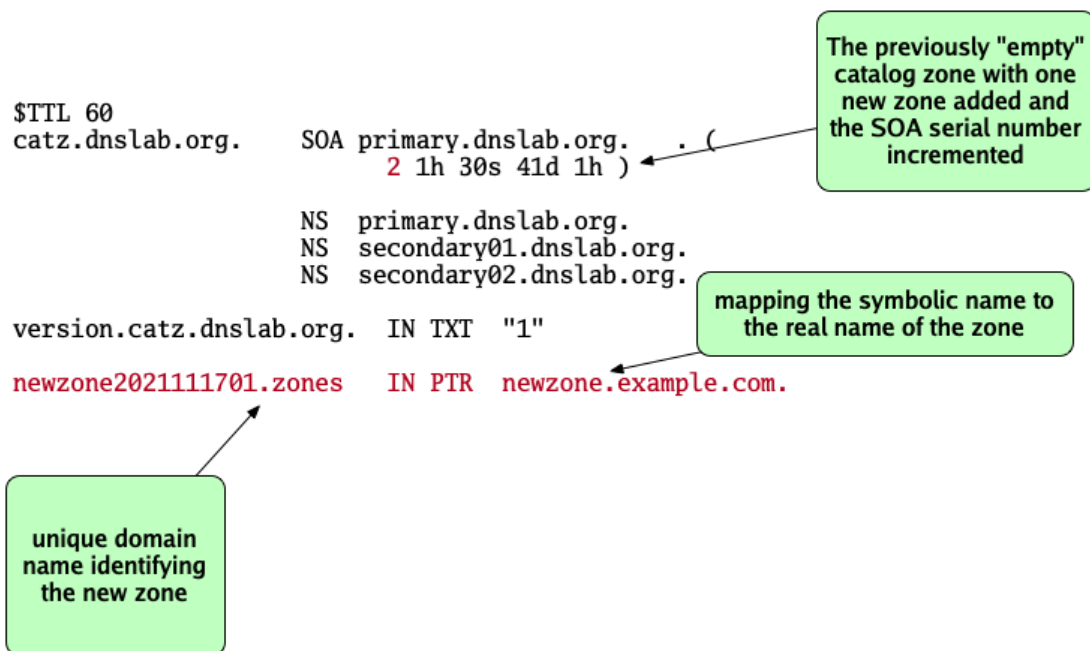 The previously "empty"
catalog zone with one
new zone added and
the SOA serial number
incremented
$TTL 60
catz.dnslab.org. SOA primary.dnslab.org. . (
2 1h 30s 41d 1h )
NS primary.dnslab.org.
NS secondary01.dnslab.org.
NS secondary02.dnslab.org.
mapping the symbolic name to
the real name of the zone
version.catz.dnslab.org. IN TXT "1"
newzone2021111701.zones IN PTR newzone.example.com.
unique domain
name identifying
the new zone